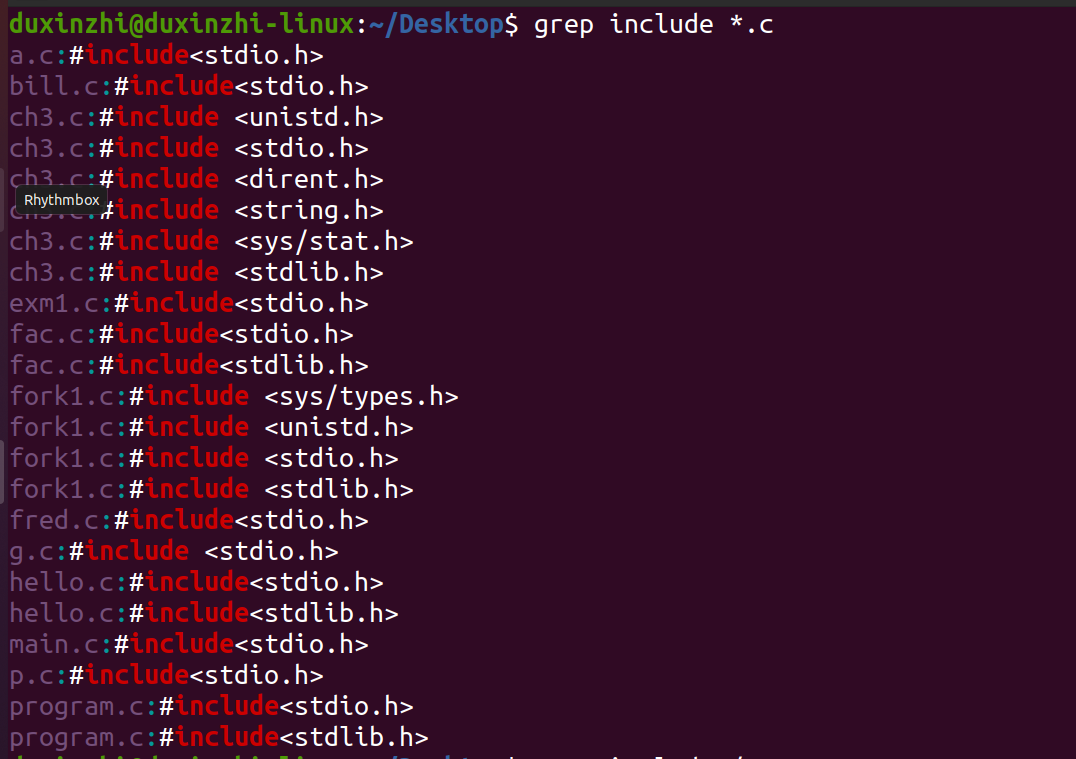 duxinzhi@duxinzhi-linux:~/Desktop$ grep include *.c
a.c:#include<stdio.h>
bill.c:#include<stdio.h>
ch3.c:#include <unistd.h>
ch3.c:#include <stdio.h>
ch3.c:#include <dirent.h>
Rhythmbox
ch3.c:#include <string.h>
ch3.c:#include <sys/stat.h>
ch3.c:#include <stdlib.h>
exm1.c:#include<stdio.h>
fac.c:#include<stdio.h>
fac.c:#include<stdlib.h>
fork1.c:#include <sys/types.h>
fork1.c:#include <unistd.h>
fork1.c:#include <stdio.h>
fork1.c:#include <stdlib.h>
fred.c:#include<stdio.h>
g.c:#include <stdio.h>
hello.c:#include<stdio.h>
hello.c:#include<stdlib.h>
main.c:#include<stdio.h>
p.c:#include<stdio.h>
program.c:#include<stdio.h>
program.c:#include<stdlib.h>